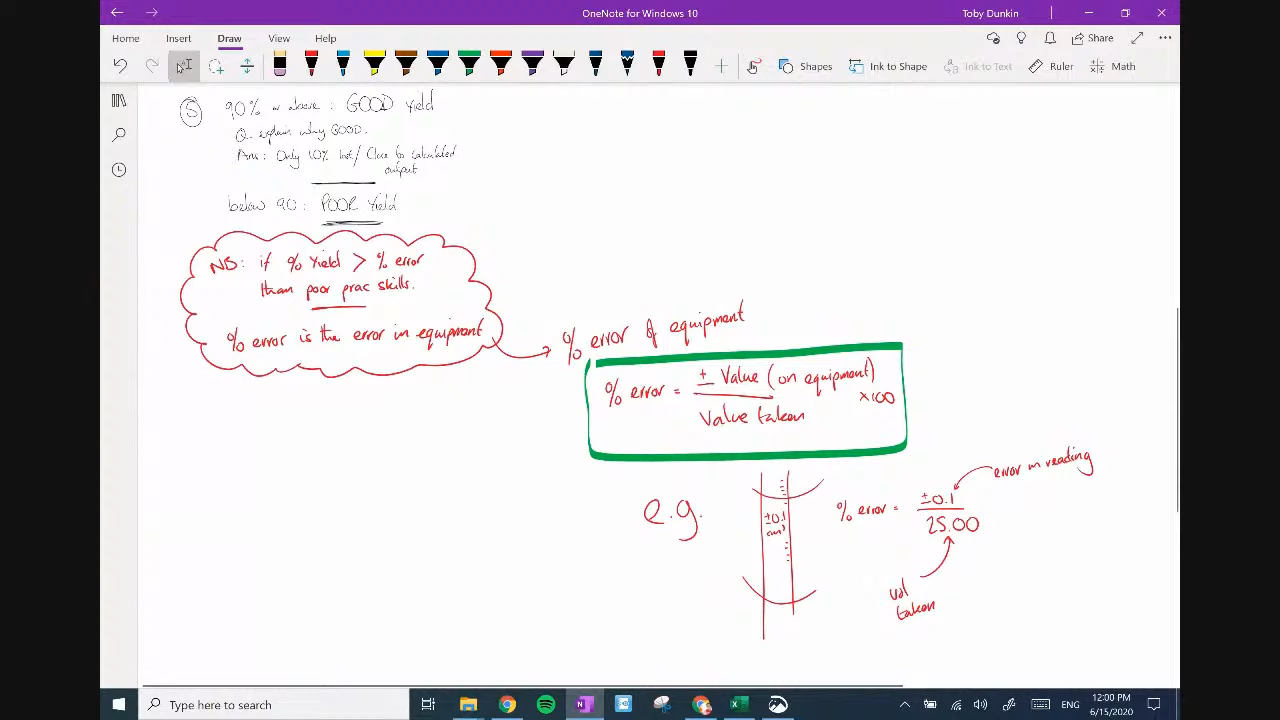 OneNote for Windows 10
Toby Dunkin
Home Insert Draw View Help
Share
Shapes Ink to Shape Ink to Text Ruler Math
5 90% or above : GOOD Yield
Q. explain why GOOD.
Ans : Only 10% lost / Close to calculated
output
below 90 : POOR Yield
NB: if % Yield > % error
than poor prac skills.
% error is the error in equipment
% error of equipment
% error = ± Value (on equipment)
Value taken
×100
e.g.
±0.1
cm³
% error = ±0.1
25.00
error in reading
vol
taken
Type here to search
ENG
12:00 PM
6/15/2020